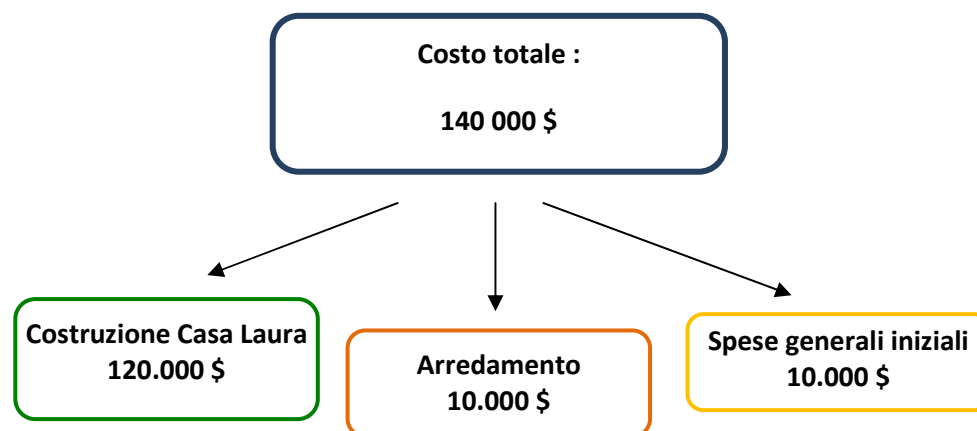 Costo totale :
140 000 $
Costruzione Casa Laura
120.000 $
Arredamento
10.000 $
Spese generali iniziali
10.000 $